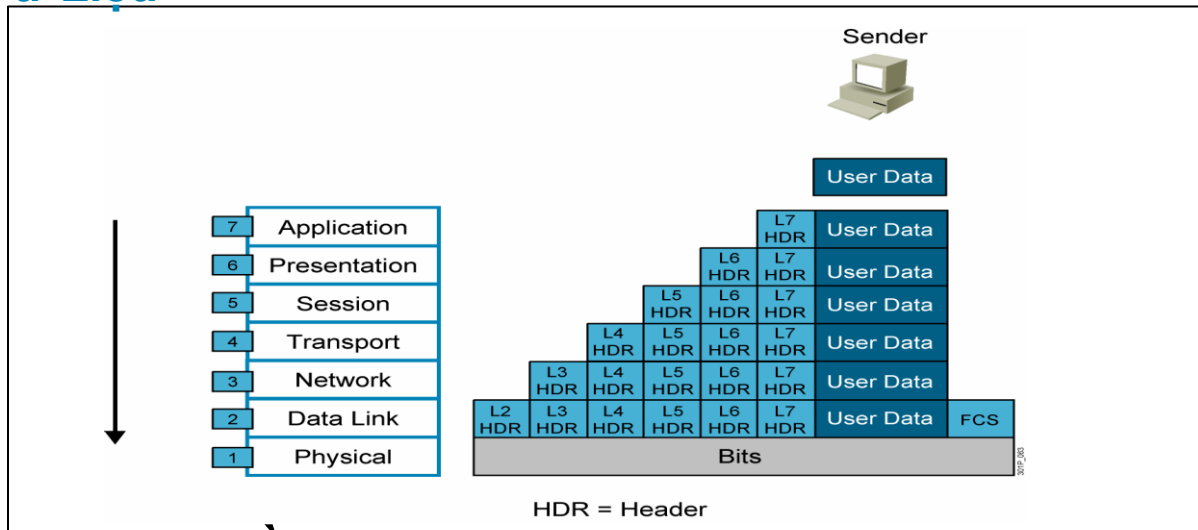 Sender
User Data
7 Application L7 HDR User Data
6 Presentation L6 HDR L7 HDR User Data
5 Session L5 HDR L6 HDR L7 HDR User Data
4 Transport L4 HDR L5 HDR L6 HDR L7 HDR User Data
3 Network L3 HDR L4 HDR L5 HDR L6 HDR L7 HDR User Data
2 Data Link L2 HDR L3 HDR L4 HDR L5 HDR L6 HDR L7 HDR User Data FCS
1 Physical Bits
HDR = Header